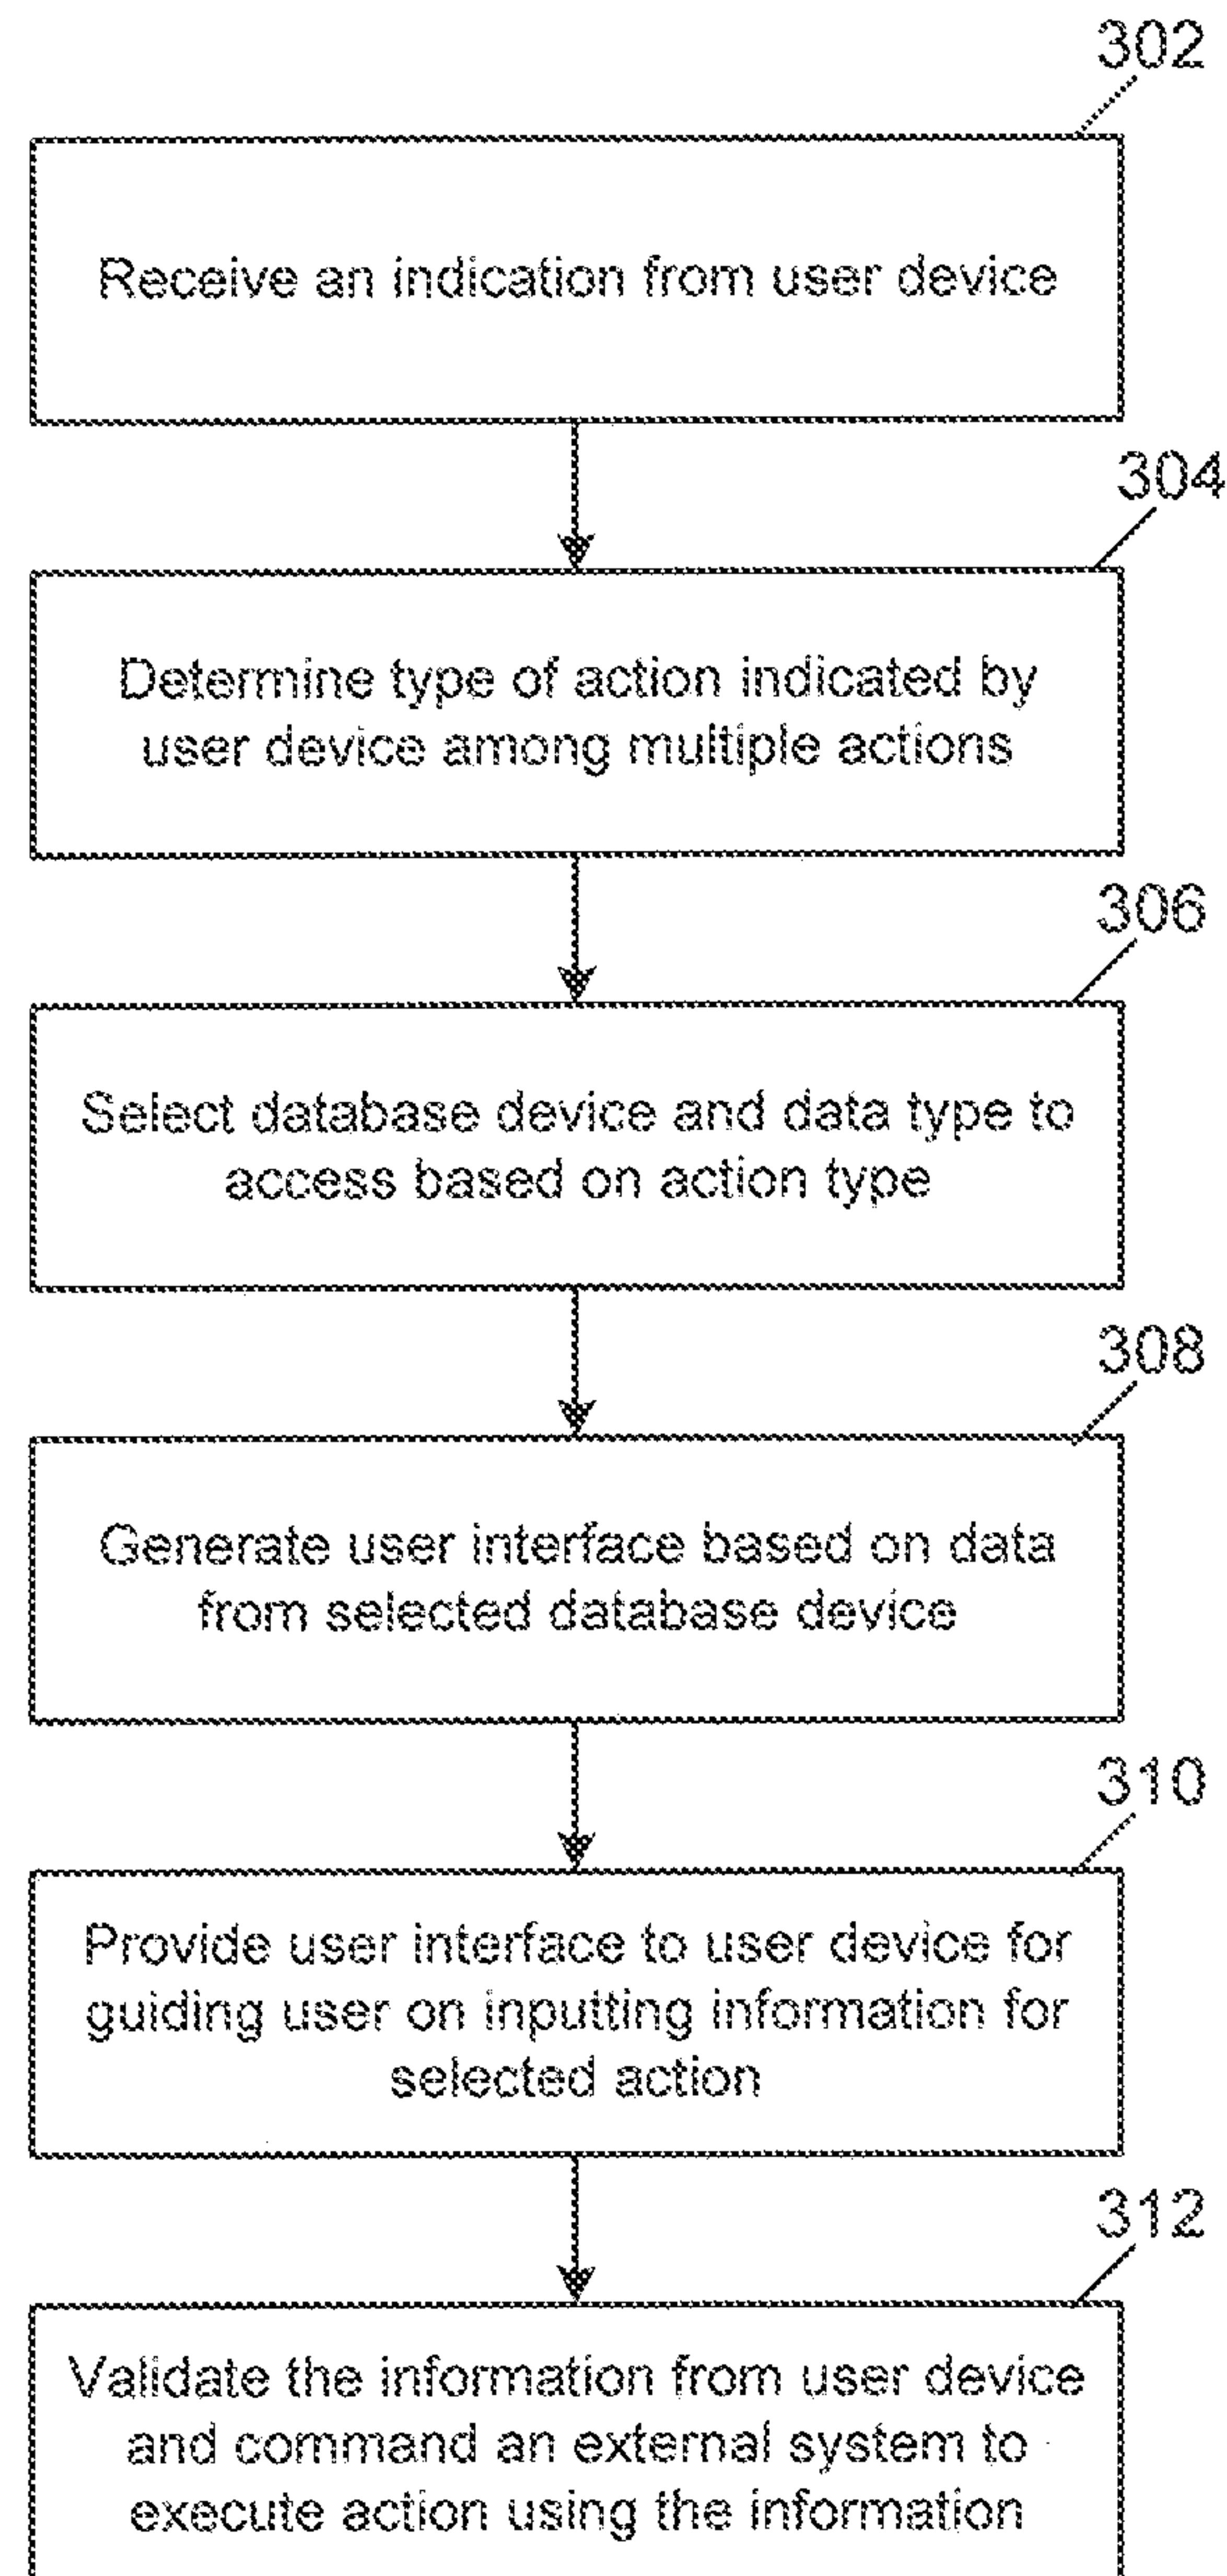 302
Receive an indication from user device
304
Determine type of action indicated by
user device among multiple actions
306
Select database device and data type to
access based on action type
308
Generate user interface based on data
from selected database device
310
Provide user interface to user device for
guiding user on inputting information for
selected action
312
Validate the information from user device
and command an external system to
execute action using the information